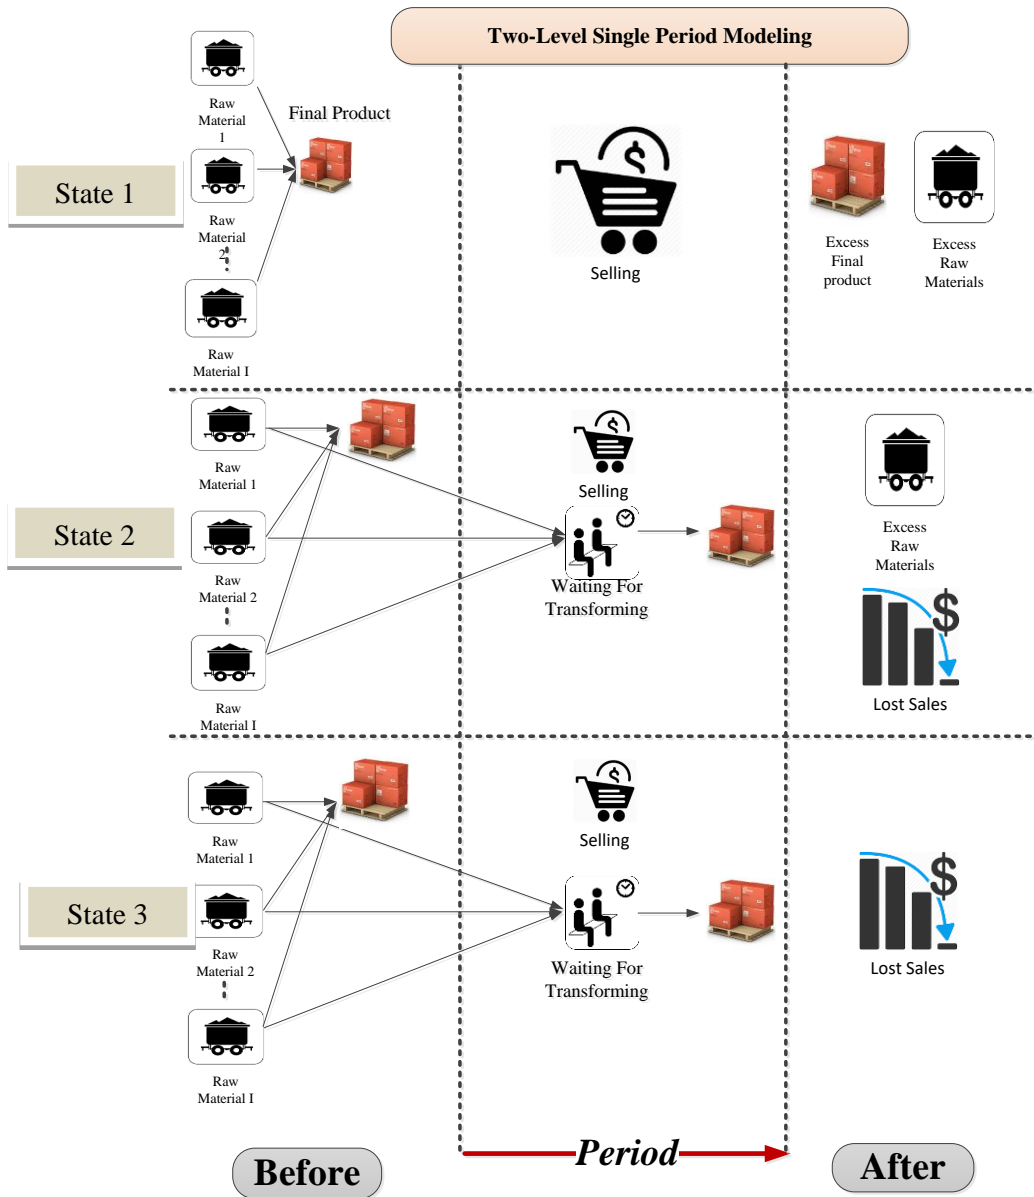 Two-Level Single Period Modeling
Raw
Material
1
Final Product
State 1
Raw
Material
2
Raw
Material I
Selling
Excess
Final
product
Excess
Raw
Materials
State 2
Raw
Material 1
Raw
Material 2
Raw
Material I
Selling
Waiting For
Transforming
Excess
Raw
Materials
$
Lost Sales
State 3
Raw
Material 1
Raw
Material 2
Raw
Material I
Selling
Waiting For
Transforming
$
Lost Sales
Before
Period
After